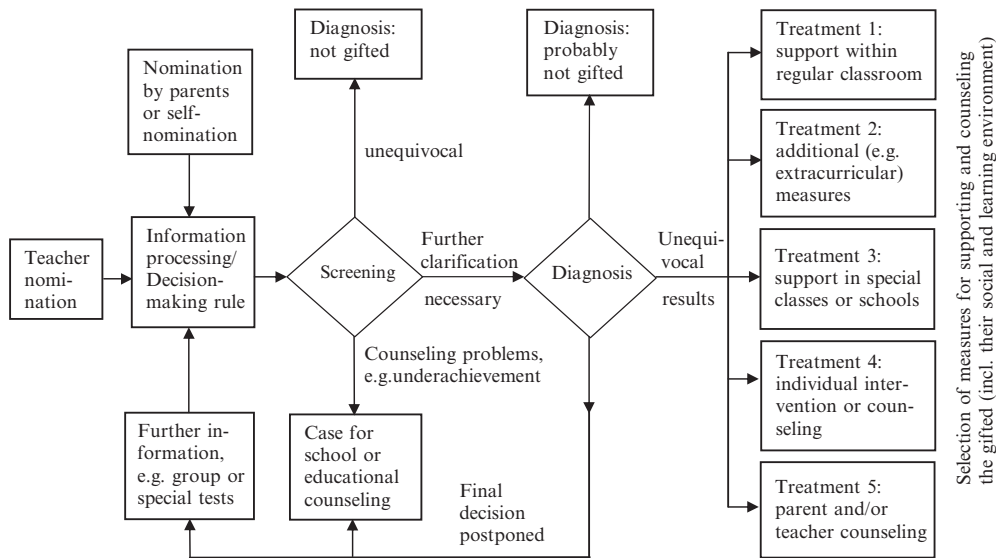 Diagnosis:
not gifted
Diagnosis:
probably
not gifted
Treatment 1:
support within
regular classroom
Nomination
by parents
or self-
nomination
unequivocal
Treatment 2:
additional (e.g.
extracurricular)
measures
Teacher
nomi-
nation
Information
processing/
Decision-
making rule
Screening
Further
clarification
necessary
Diagnosis
Unequi-
vocal
results
Treatment 3:
support in special
classes or schools
Counseling problems,
e.g.underachievement
Treatment 4:
individual inter-
vention or coun-
seling
Further in-
formation,
e.g. group or
special tests
Case for
school or
educational
counseling
Final
decision
postponed
Treatment 5:
parent and/or
teacher counseling
Selection of measures for supporting and counseling
the gifted (incl. their social and learning environment)